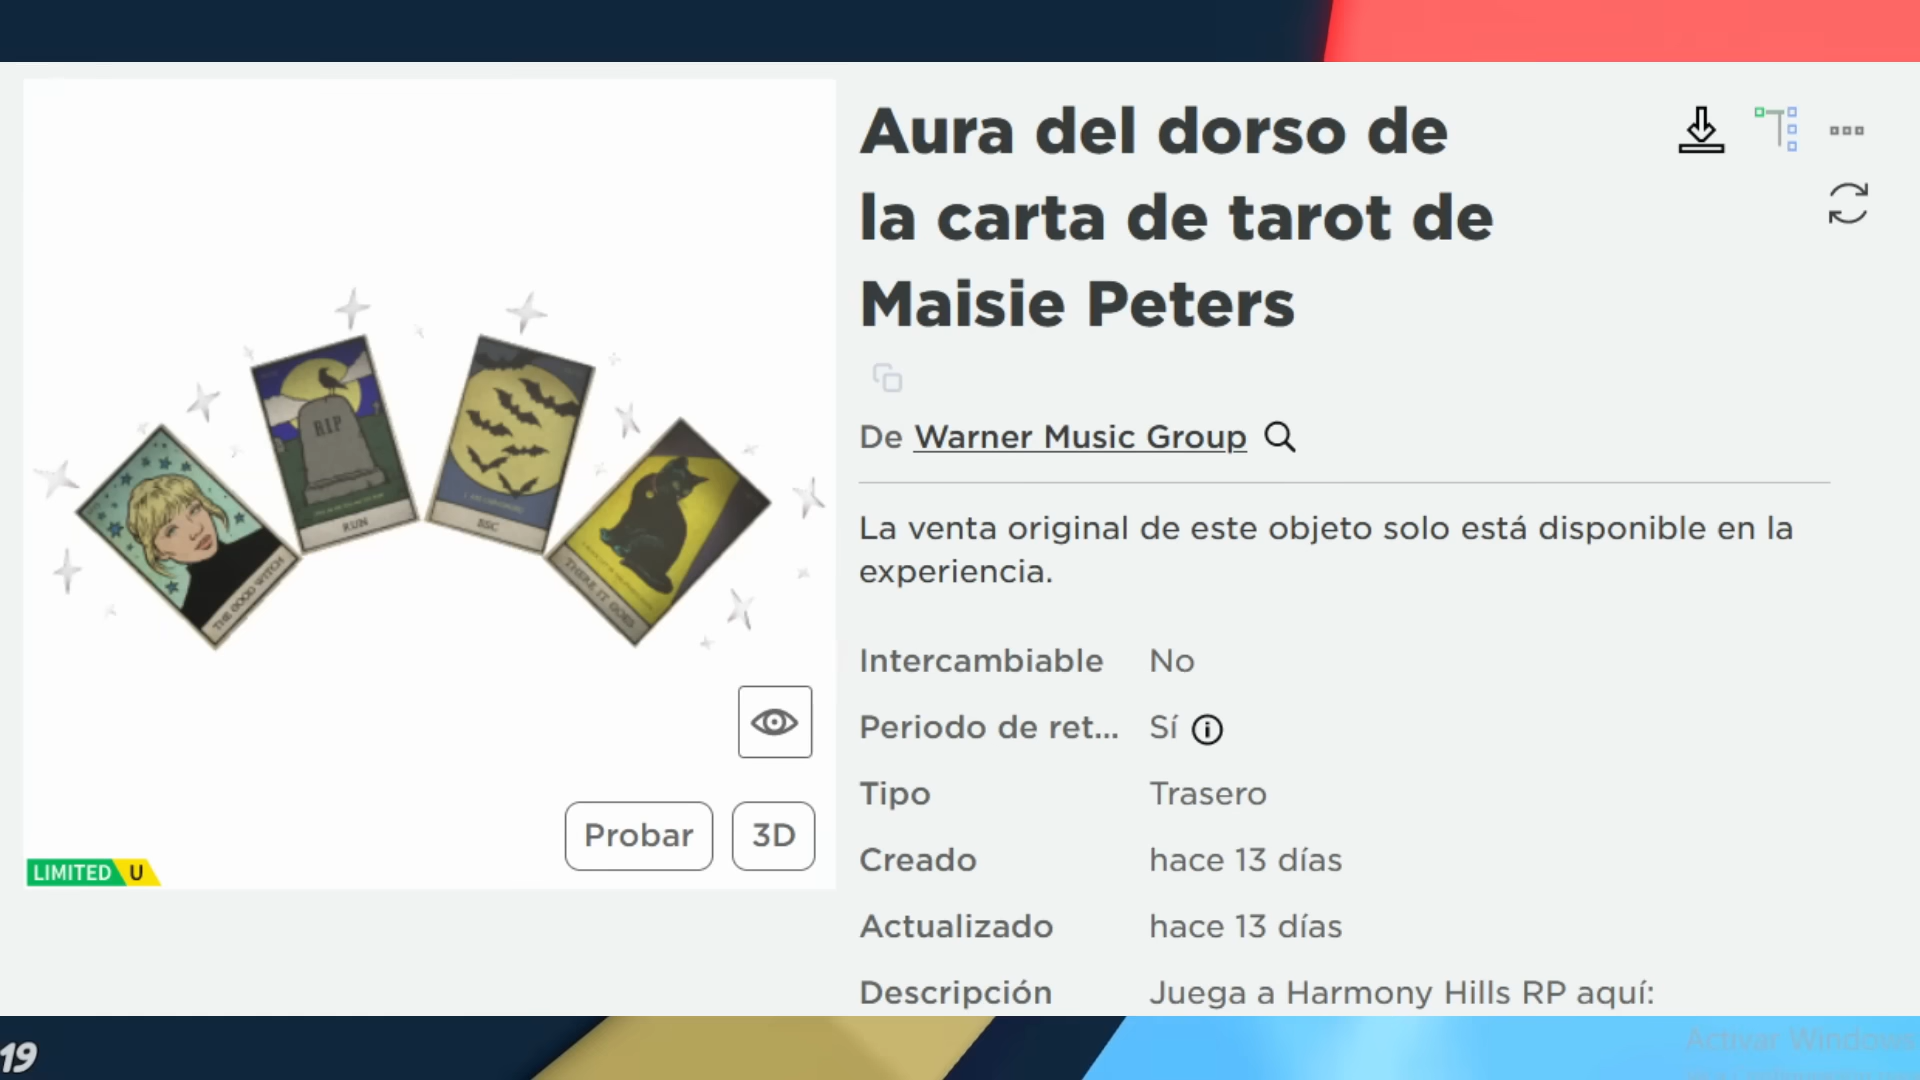 Aura del dorso de
la carta de tarot de
Maisie Peters
De Warner Music Group
La venta original de este objeto solo está disponible en la
experiencia.
Intercambiable No
Periodo de ret... Sí
Tipo Trasero
Creado hace 13 días
Actualizado hace 13 días
Descripción Juega a Harmony Hills RP aquí:
RIP
RUN
BSC
THE GOOD WITCH
THERE IT GOES
Probar
3D
LIMITED U
19
Activar Windows